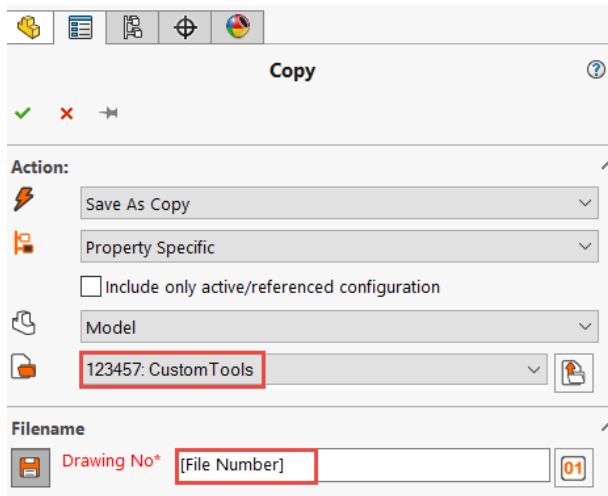 Copy
Action:
Save As Copy
Property Specific
Include only active/referenced configuration
Model
123457: CustomTools
Filename
Drawing No* [File Number]
01